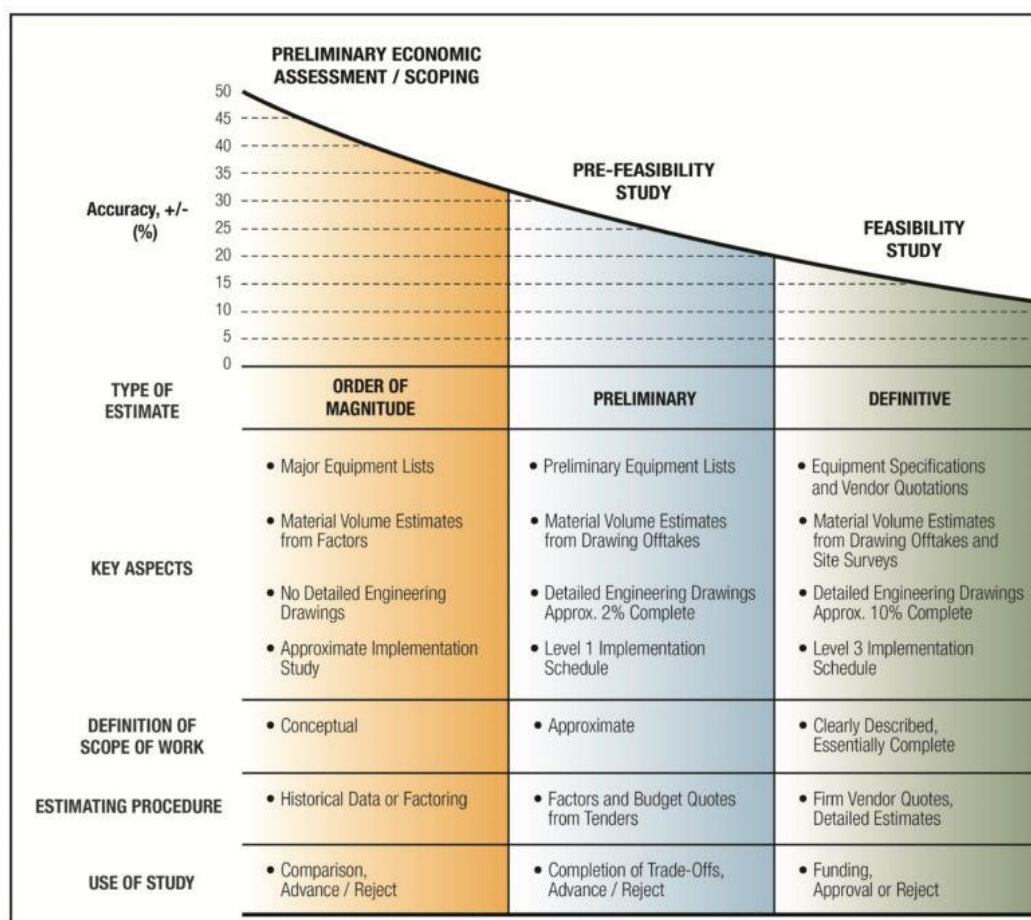 PRELIMINARY ECONOMIC
ASSESSMENT / SCOPING
PRE-FEASIBILITY
STUDY
FEASIBILITY
STUDY
Accuracy, +/-
(%)
50
45
40
35
30
25
20
15
10
5
0
TYPE OF
ESTIMATE
ORDER OF
MAGNITUDE
PRELIMINARY
DEFINITIVE
KEY ASPECTS
• Major Equipment Lists
• Material Volume Estimates
from Factors
• No Detailed Engineering
Drawings
• Approximate Implementation
Study
• Preliminary Equipment Lists
• Material Volume Estimates
from Drawing Offtakes
• Detailed Engineering Drawings
Approx. 2% Complete
• Level 1 Implementation
Schedule
• Equipment Specifications
and Vendor Quotations
• Material Volume Estimates
from Drawing Offtakes and
Site Surveys
• Detailed Engineering Drawings
Approx. 10% Complete
• Level 3 Implementation
Schedule
DEFINITION OF
SCOPE OF WORK
• Conceptual
• Approximate
• Clearly Described,
Essentially Complete
ESTIMATING PROCEDURE
• Historical Data or Factoring
• Factors and Budget Quotes
from Tenders
• Firm Vendor Quotes,
Detailed Estimates
USE OF STUDY
• Comparison,
Advance / Reject
• Completion of Trade-Offs,
Advance / Reject
• Funding,
Approval or Reject